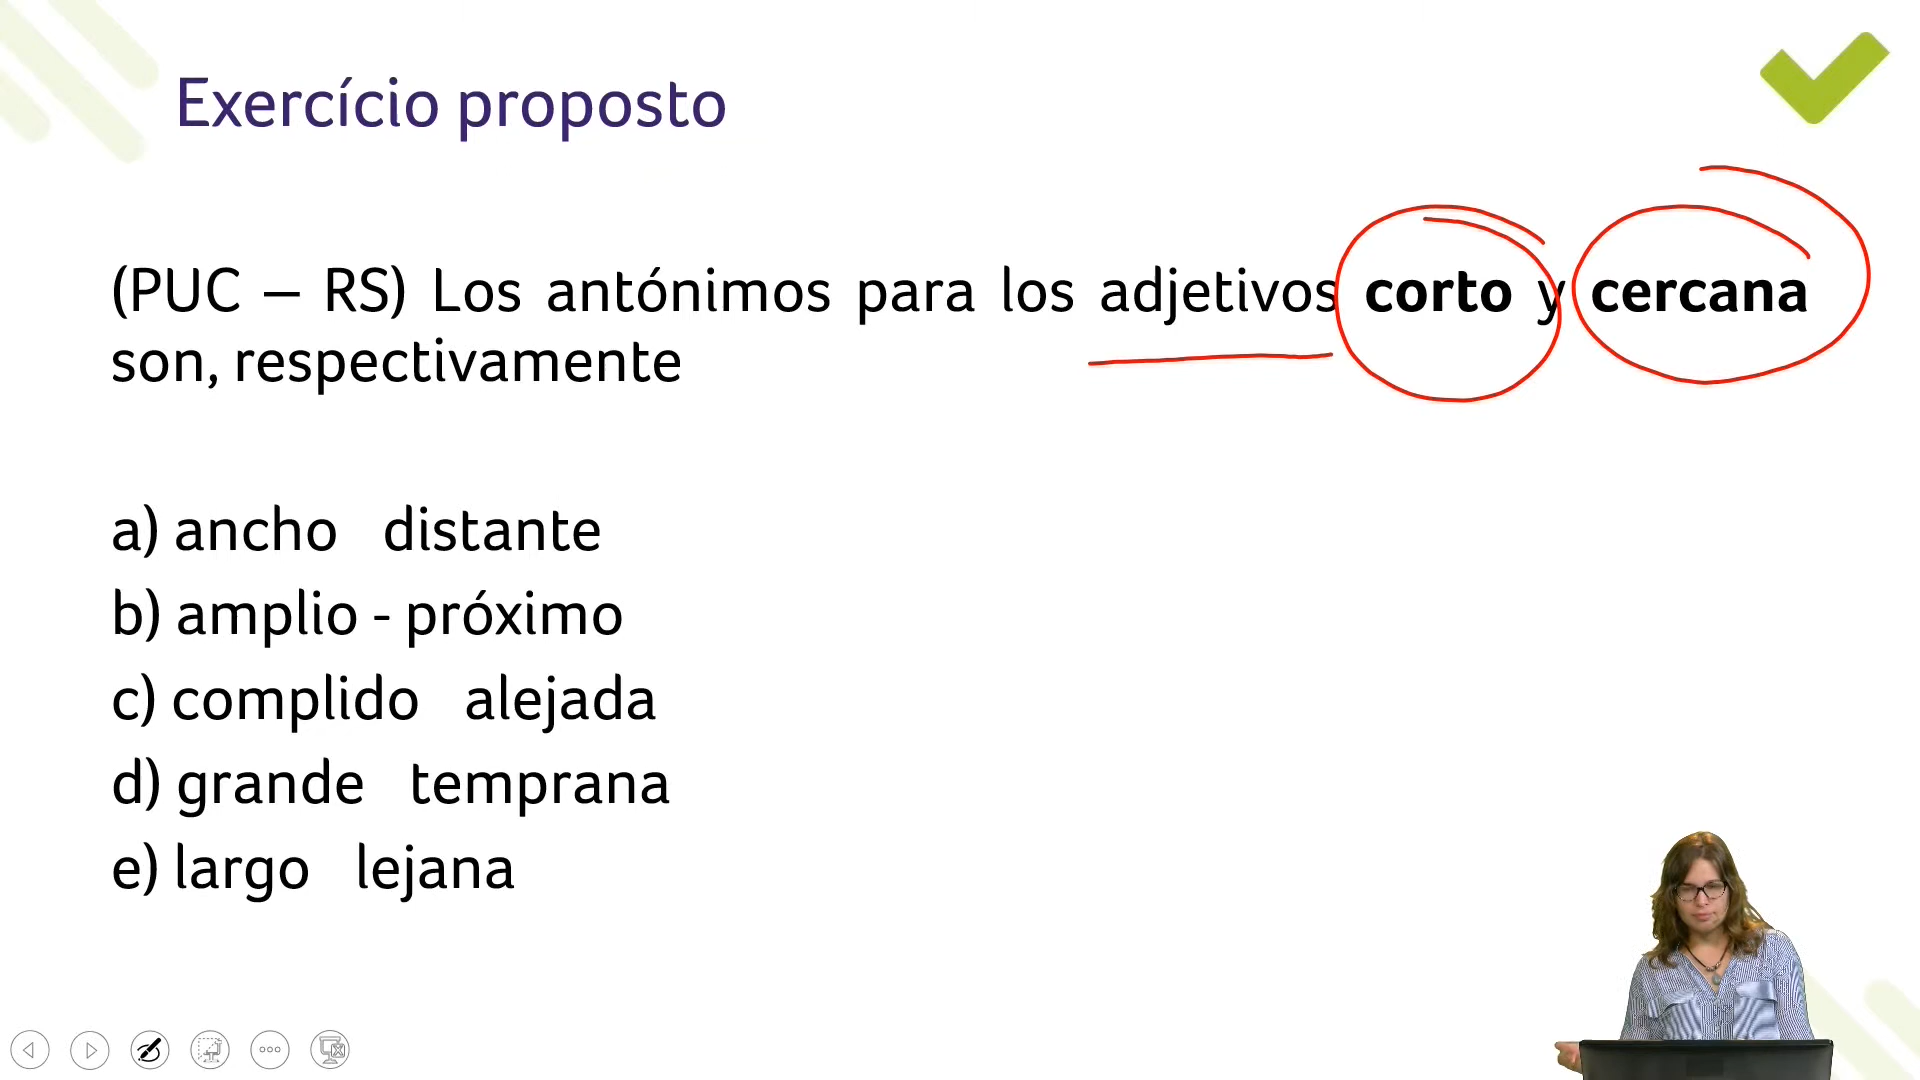 Exercício proposto
(PUC – RS) Los antónimos para los adjetivos corto y cercana
son, respectivamente
a) ancho distante
b) amplio - próximo
c) complido alejada
d) grande temprana
e) largo lejana